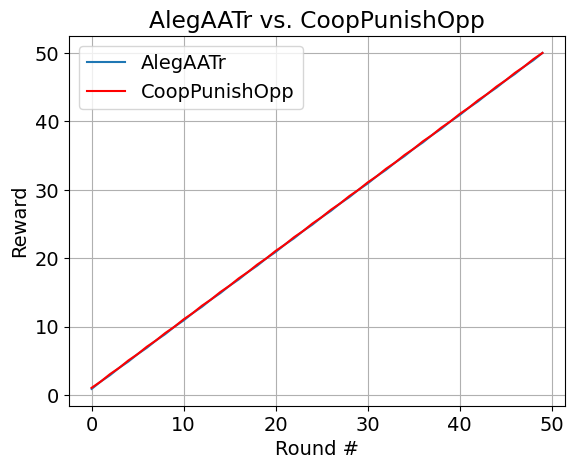 AlegAATr vs. CoopPunishOpp
AlegAATr
CoopPunishOpp
50
40
30
20
10
0
Reward
0 10 20 30 40 50
Round #